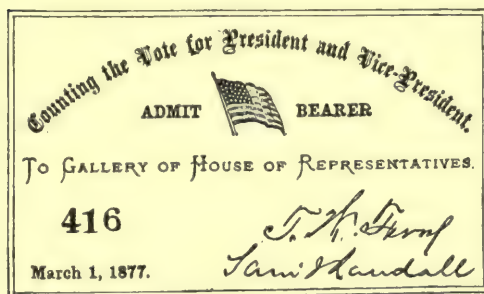 Counting the Vote for President and Vice-President.
ADMIT BEARER
TO GALLERY OF HOUSE OF REPRESENTATIVES.
416
T. W. Ferry
March 1, 1877.
Sam J Randall